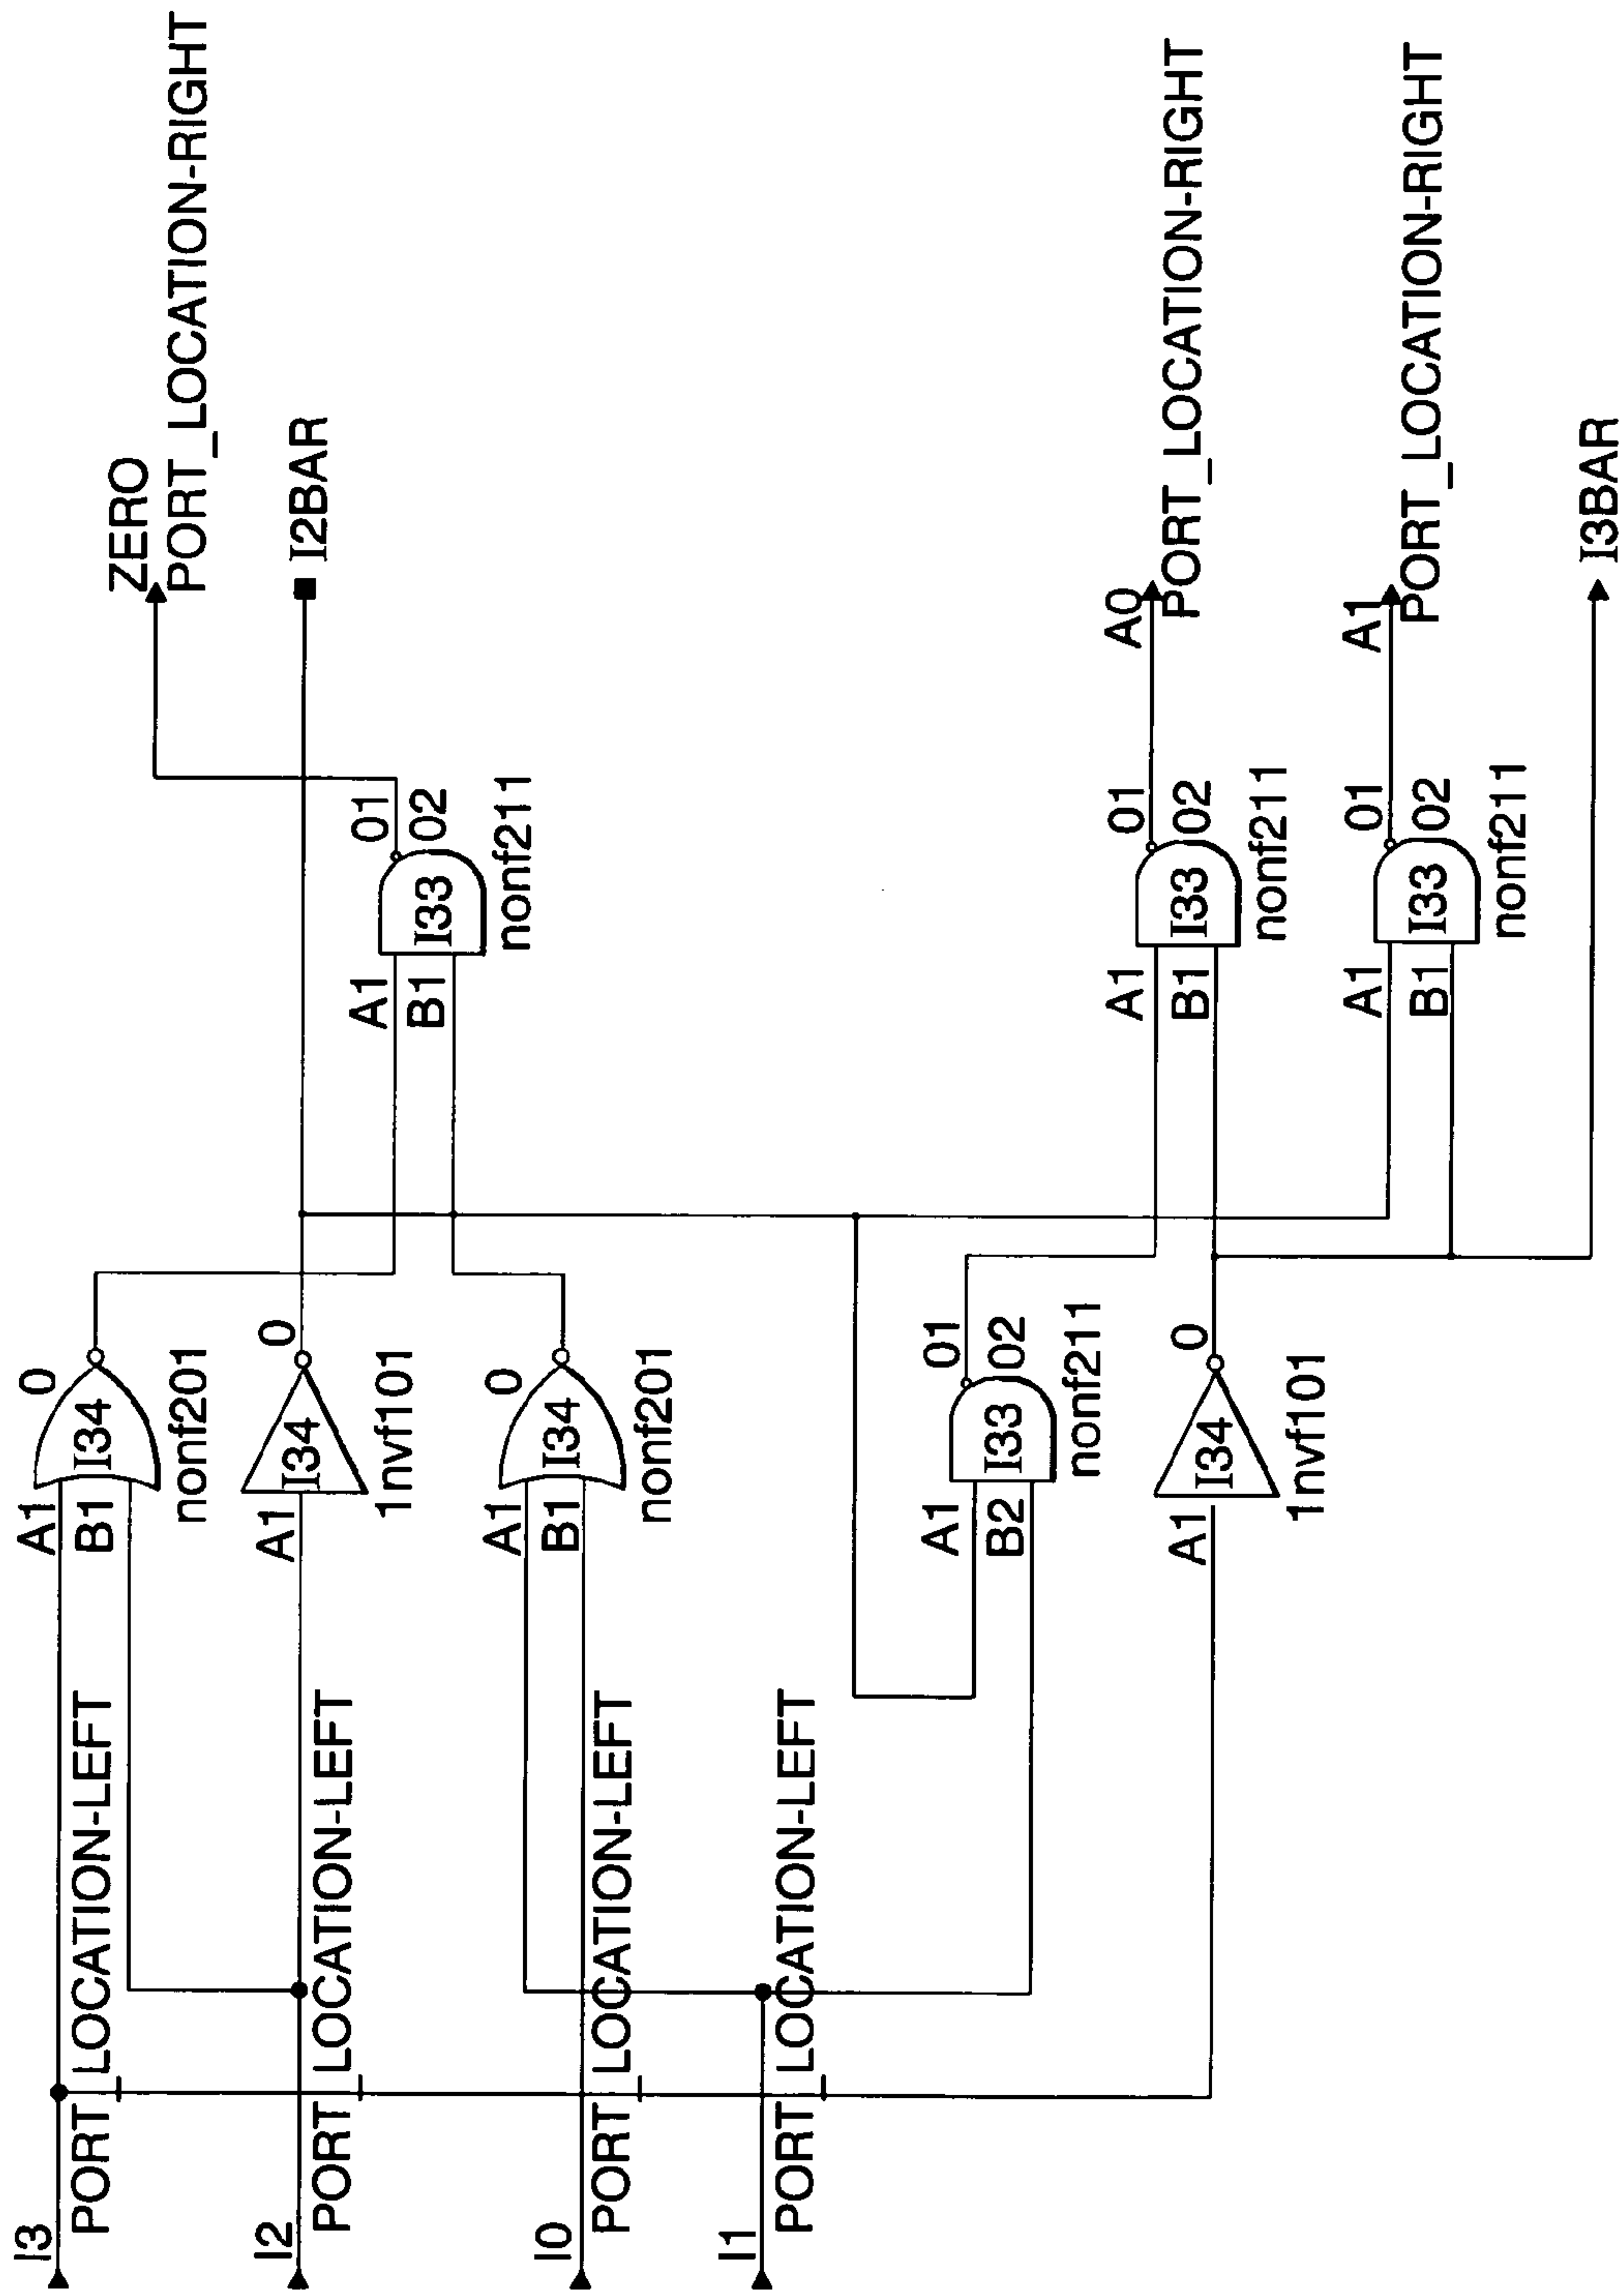 I3
PORT_LOCATION-LEFT
A1
B1
I34
0
nonf201
ZERO
PORT_LOCATION-RIGHT
I2
PORT_LOCATION-LEFT
A1
I34
0
1nvf101
I2BAR
A1
B1
I33
01
02
nonf211
I0
PORT_LOCATION-LEFT
A1
B1
I34
0
nonf201
I1
PORT_LOCATION-LEFT
A1
B2
I33
01
02
nonf211
A1
B1
I33
01
02
nonf211
A0
PORT_LOCATION-RIGHT
A1
I34
0
1nvf101
A1
B1
I33
01
02
nonf211
A1
PORT_LOCATION-RIGHT
I3BAR